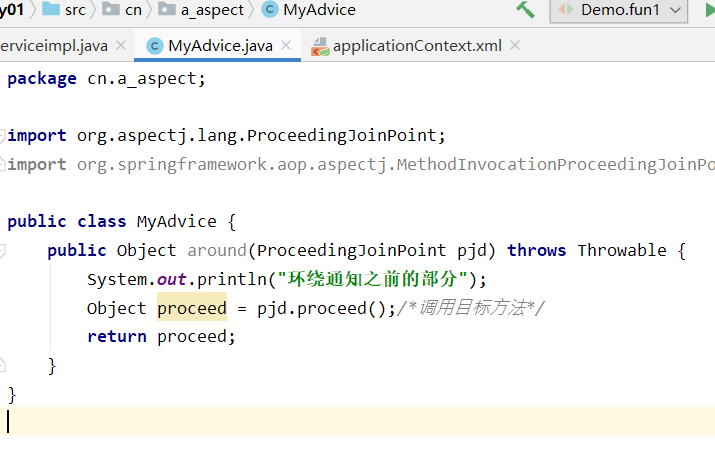 y01 src cn a_aspect MyAdvice Demo.fun1
erviceimpl.java MyAdvice.java applicationContext.xml
package cn.a_aspect;
import org.aspectj.lang.ProceedingJoinPoint;
import org.springframework.aop.aspectj.MethodInvocationProceedingJoinPo
public class MyAdvice {
public Object around(ProceedingJoinPoint pjd) throws Throwable {
System.out.println("环绕通知之前的部分");
Object proceed = pjd.proceed();/*调用目标方法*/
return proceed;
}
}